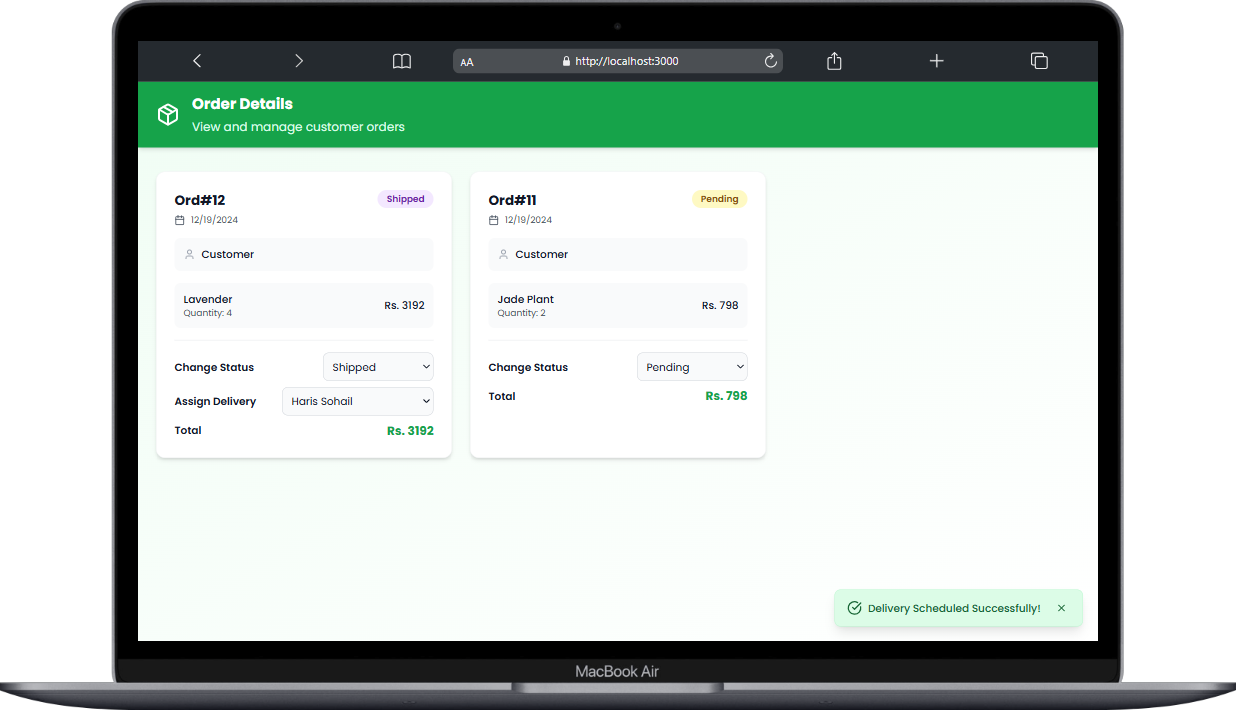 AA
http://localhost:3000
Order Details
View and manage customer orders
Ord#12
Shipped
12/19/2024
Customer
Lavender
Quantity: 4
Rs. 3192
Change Status
Shipped
Assign Delivery
Haris Sohail
Total
Rs. 3192
Ord#11
Pending
12/19/2024
Customer
Jade Plant
Quantity: 2
Rs. 798
Change Status
Pending
Total
Rs. 798
Delivery Scheduled Successfully!
MacBook Air